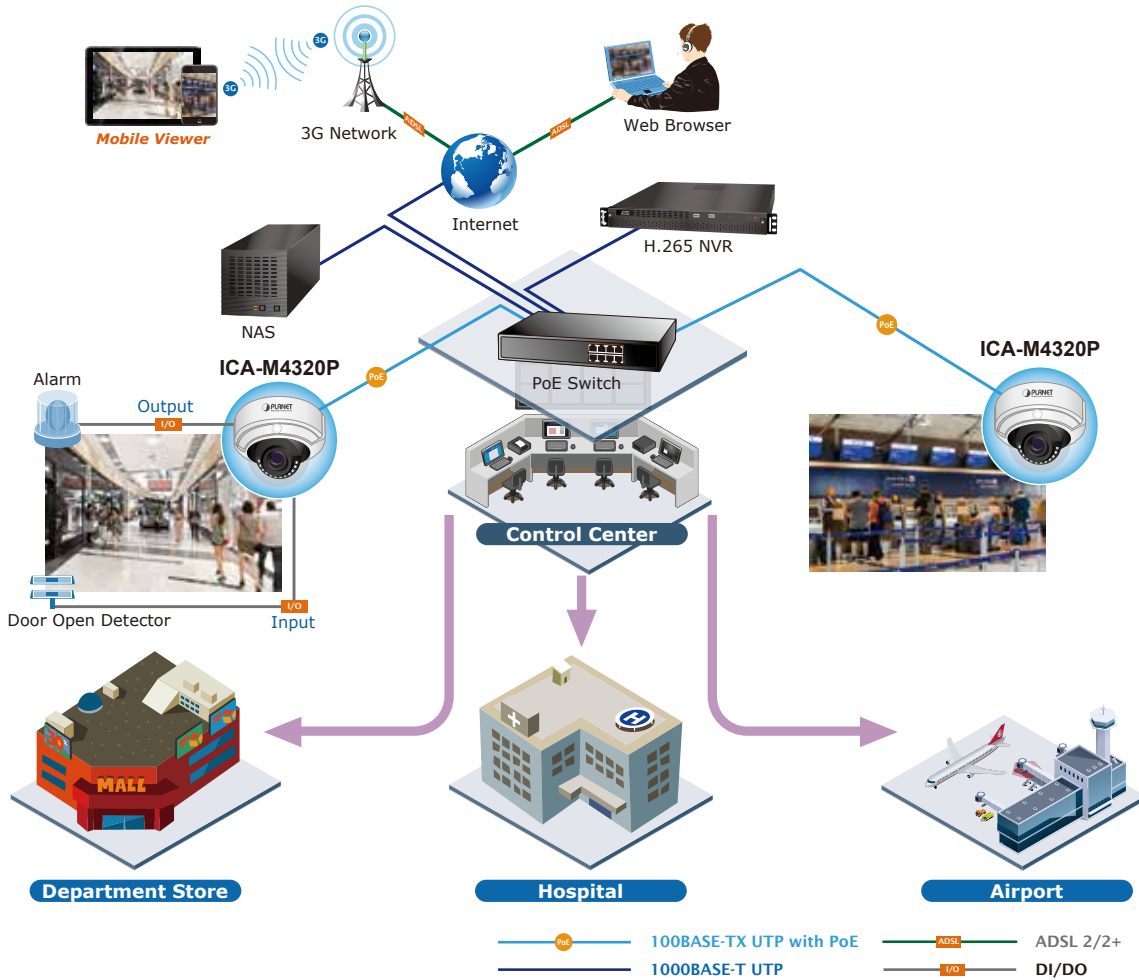 3G
3G
Mobile Viewer
3G Network
ADSL
ADSL
Web Browser
Internet
H.265 NVR
NAS
PoE Switch
PoE
PoE
ICA-M4320P
ICA-M4320P
PLANET
PLANET
Alarm
Output
I/O
Door Open Detector
I/O
Input
Control Center
MALL
H
Department Store
Hospital
Airport
PoE
100BASE-TX UTP with PoE
ADSL
ADSL 2/2+
1000BASE-T UTP
I/O
DI/DO